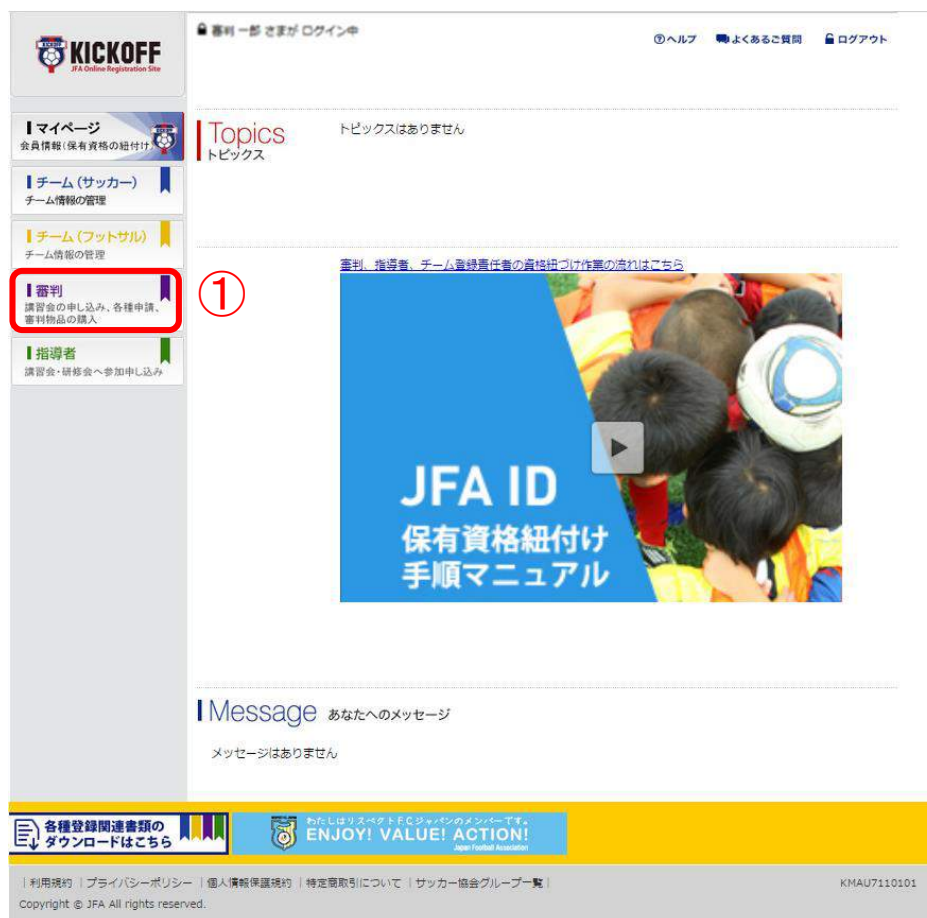 KICKOFF
JFA Online Registration Site
審判 一郎 さまが ログイン中
?ヘルプ
よくあるご質問
ログアウト
マイページ
会員情報(保有資格の紐付け)
チーム(サッカー)
チーム情報の管理
チーム(フットサル)
チーム情報の管理
審判
講習会の申し込み、各種申請、
審判物品の購入
①
指導者
講習会・研修会へ参加申し込み
Topics
トピックス
トピックスはありません
審判、指導者、チーム登録責任者の資格紐づけ作業の流れはこちら
JFA ID
保有資格紐付け
手順マニュアル
Message あなたへのメッセージ
メッセージはありません
各種登録関連書類の
ダウンロードはこちら
わたしはリスペクトF.C.ジャパンのメンバーです。
ENJOY! VALUE! ACTION!
Japan Football Association
|利用規約 |プライバシーポリシー |個人情報保護規約 |特定商取引について |サッカー協会グループ一覧|
KMAU7110101
Copyright © JFA All rights reserved.